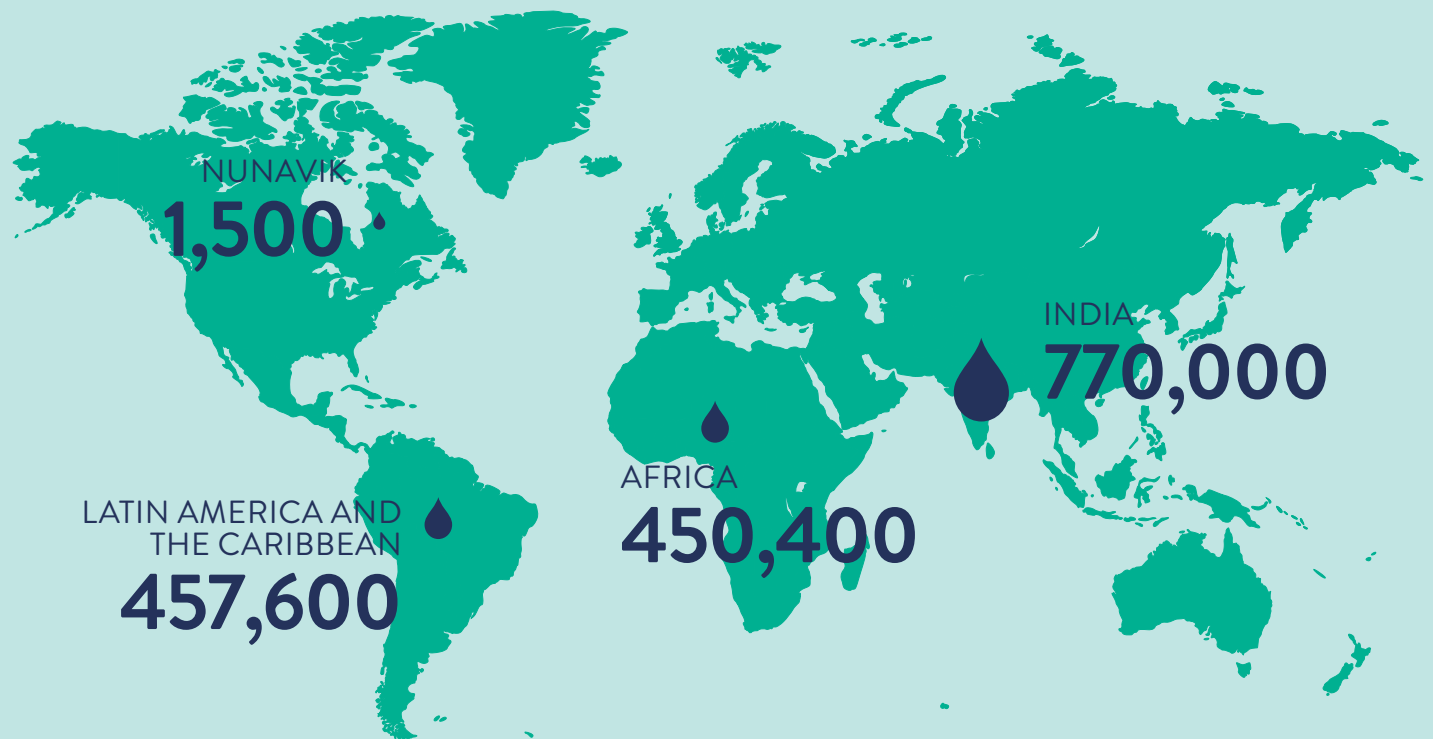 NUNAVIK
1,500
INDIA
770,000
AFRICA
450,400
LATIN AMERICA AND
THE CARIBBEAN
457,600